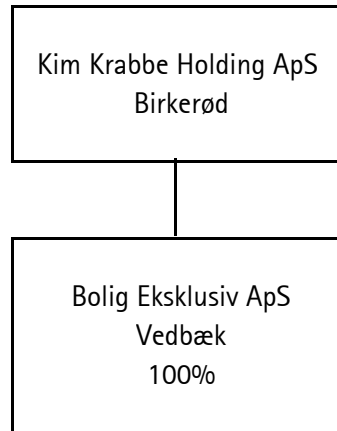 Kim Krabbe Holding ApS
Birkerød
Bolig Eksklusiv ApS
Vedbæk
100%